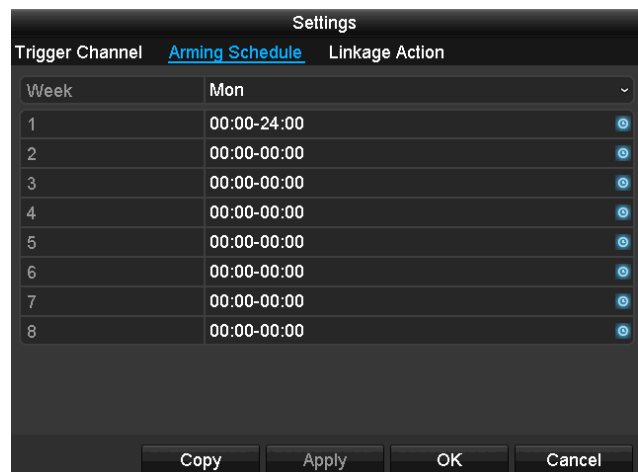 Settings
Trigger Channel Arming Schedule Linkage Action
Week Mon
1 00:00-24:00
2 00:00-00:00
3 00:00-00:00
4 00:00-00:00
5 00:00-00:00
6 00:00-00:00
7 00:00-00:00
8 00:00-00:00
Copy Apply OK Cancel